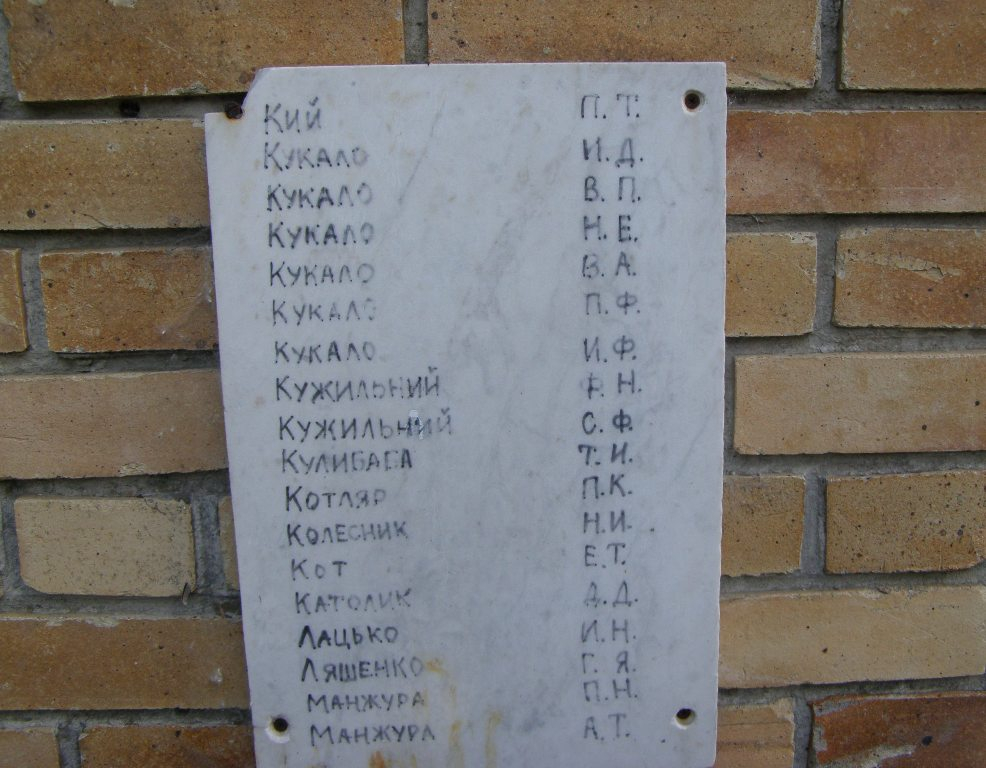 Кий П. Т.
Кукало И. Д.
Кукало В. П.
Кукало Н. Е.
Кукало В. А.
Кукало П. Ф.
Кукало И. Ф.
Кужильний Ф. Н.
Кужильний С. Ф.
Кулибаба Т. И.
Котляр П. К.
Колесник Н. И.
Кот Е. Т.
Католик А. Д.
Лацько И. Н.
Ляшенко Г. Я.
Манжура П. Н.
Манжура А. Т.